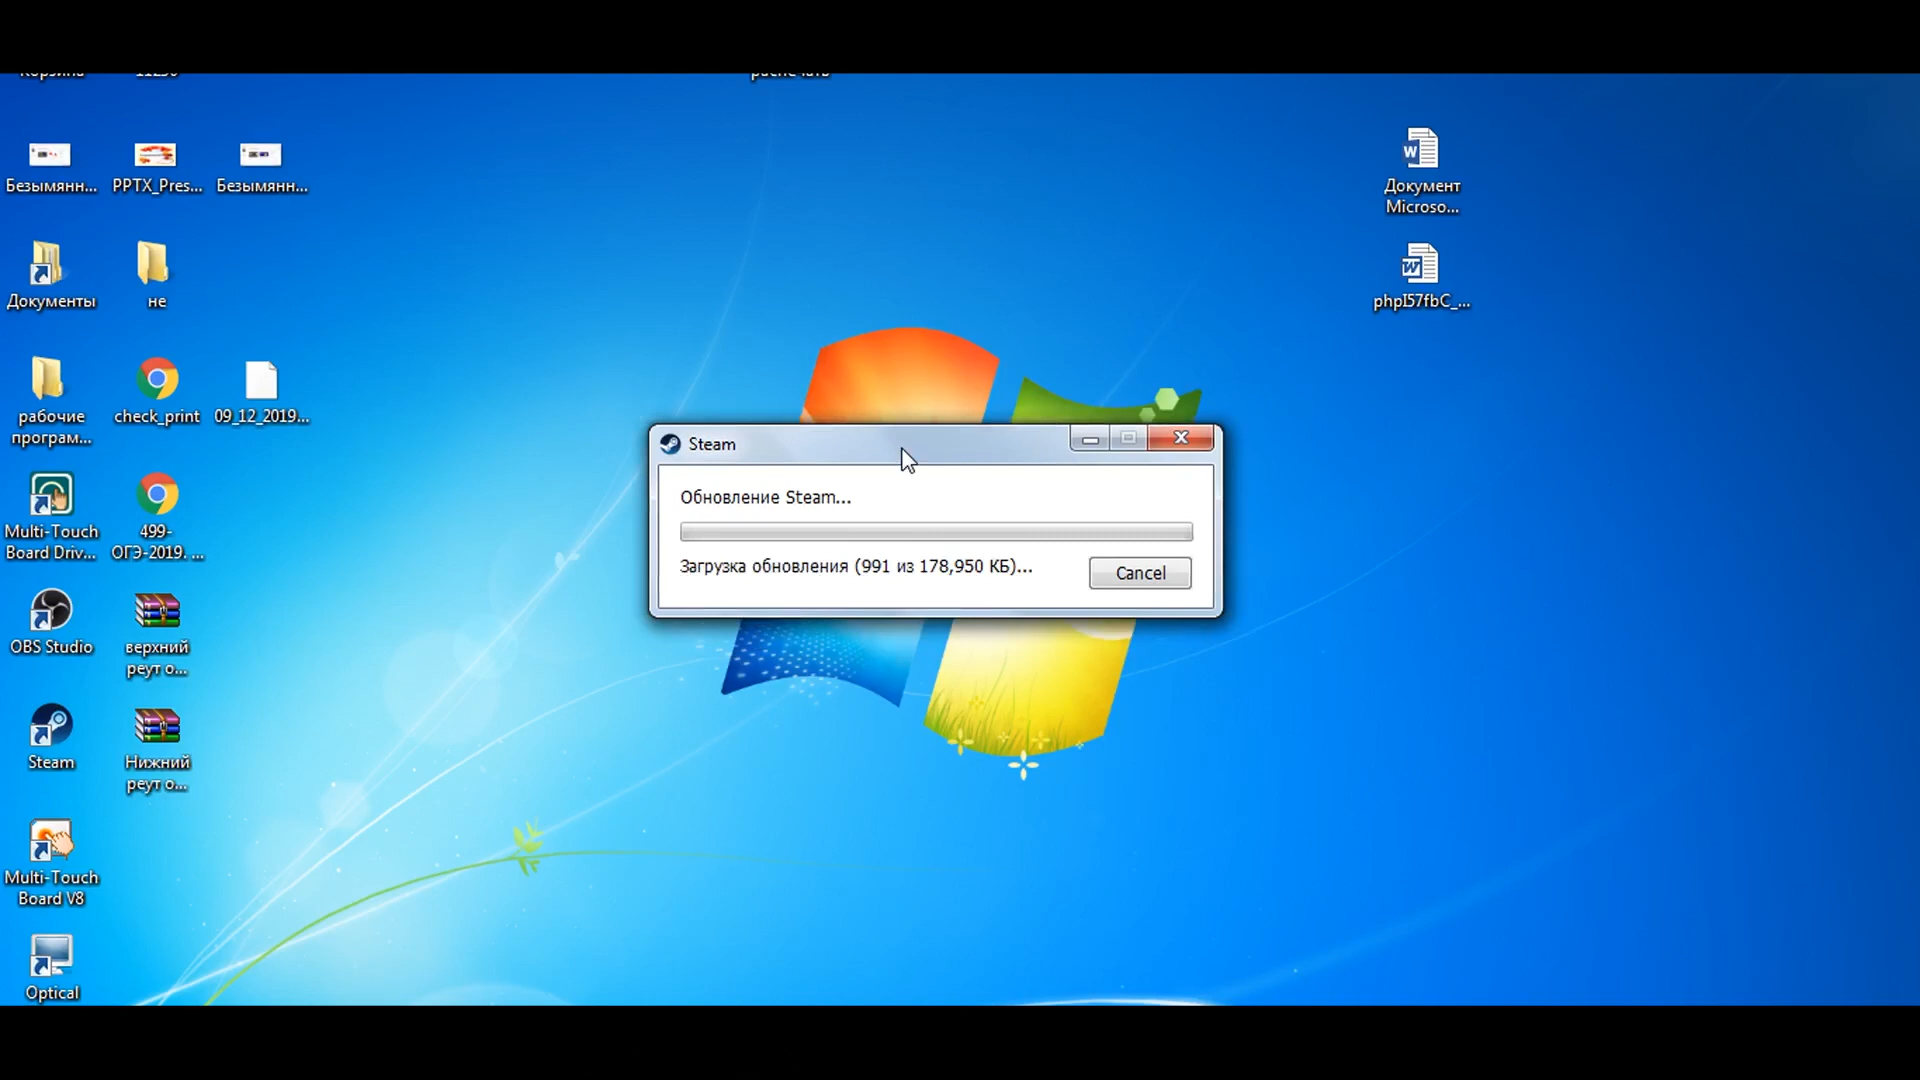 Безымянн...
PPTX_Pres...
Безымянн...
Документ
Microso...
Документы
не
phpI57fbC_...
рабочие
програм...
check_print
09_12_2019...
Steam
Обновление Steam...
Загрузка обновления (991 из 178,950 КБ)...
Cancel
Multi-Touch
Board Driv...
499-
ОГЭ-2019. ...
OBS Studio
верхний
реут о...
Steam
Нижний
реут о...
Multi-Touch
Board V8
Optical